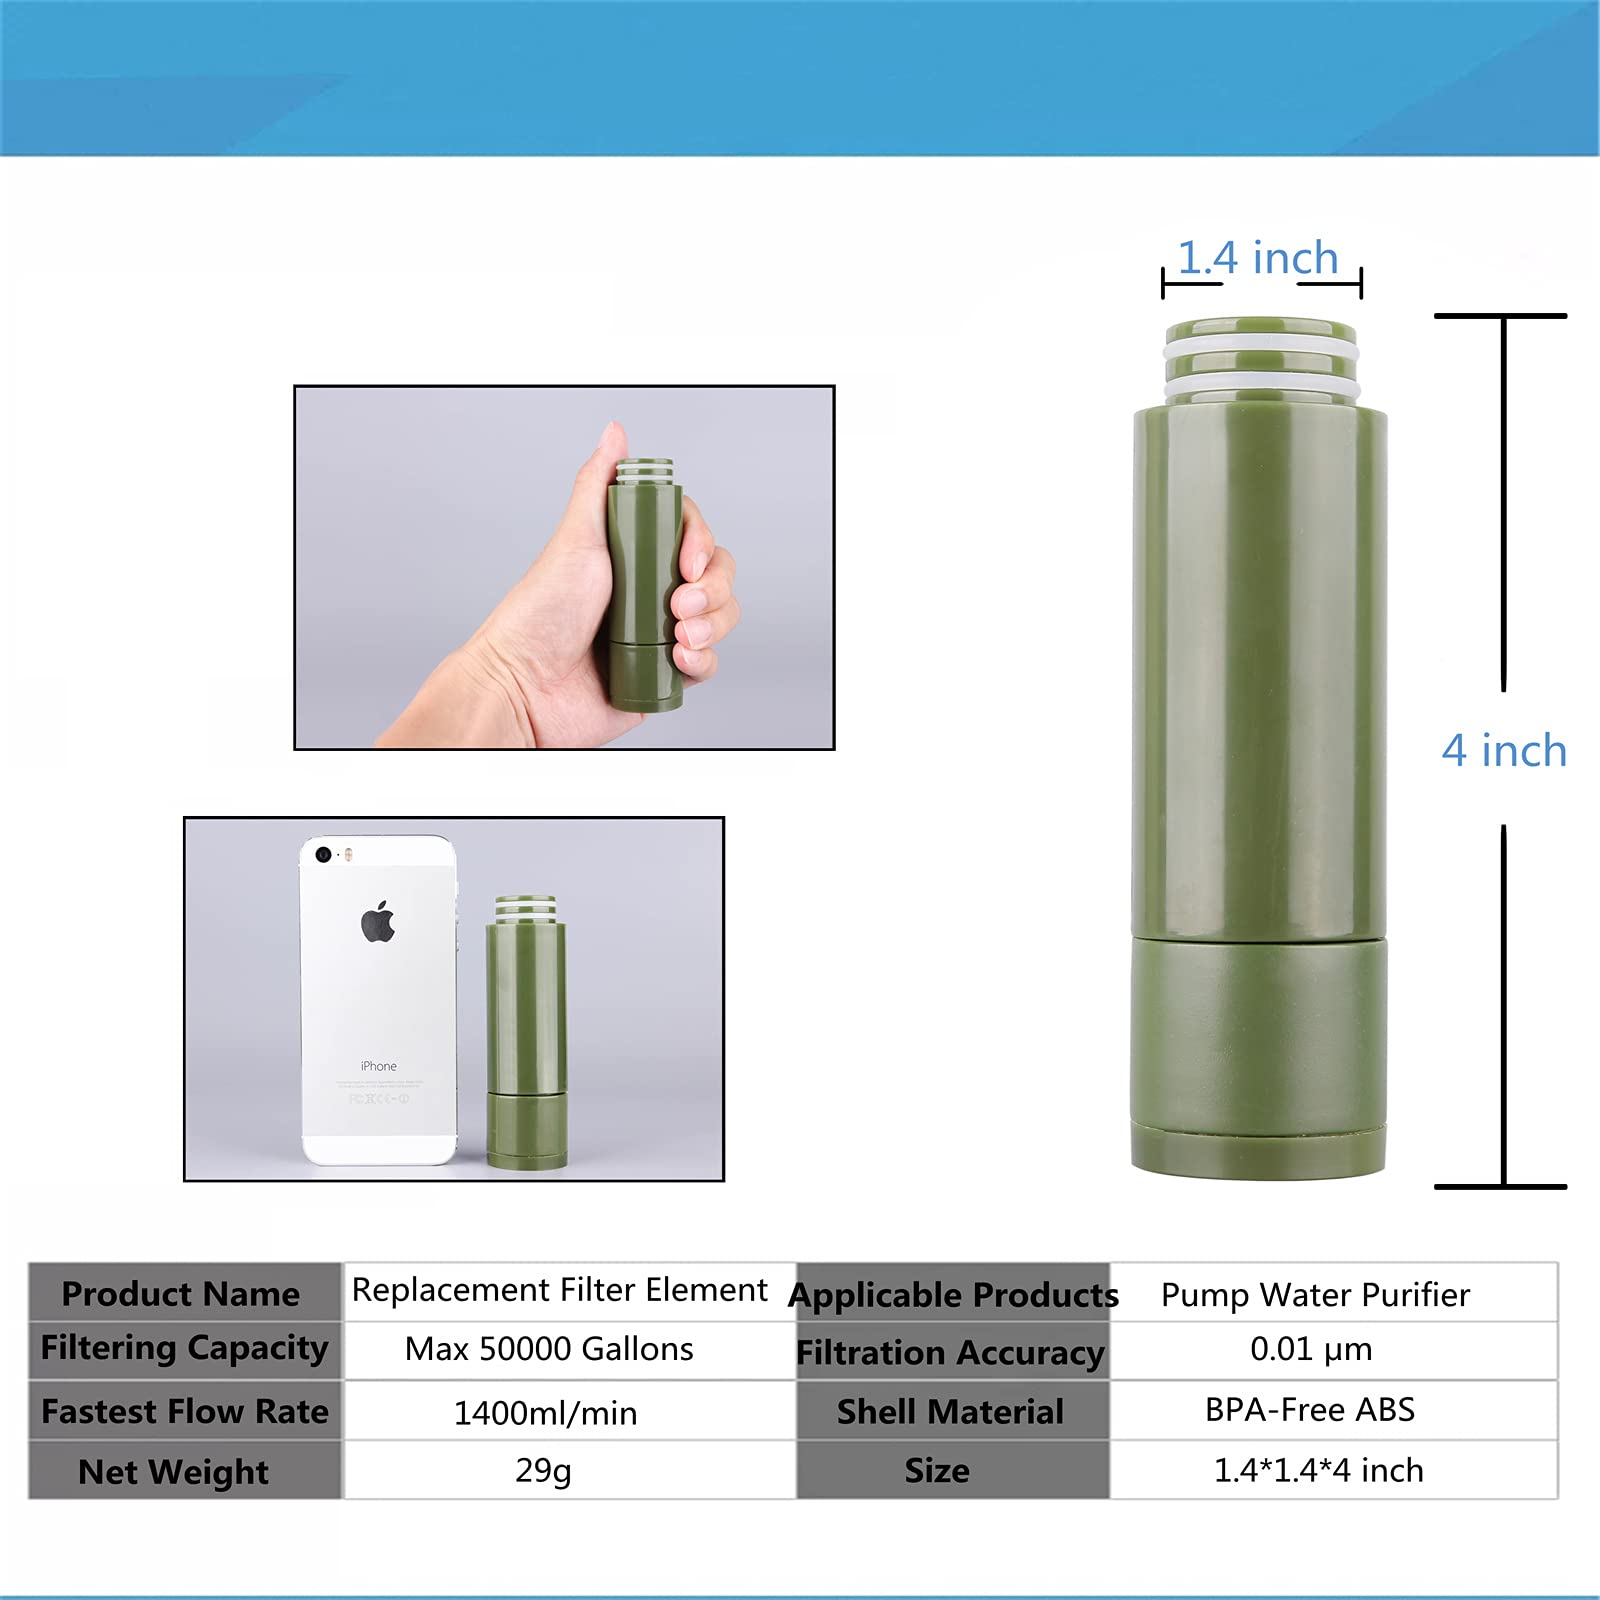 1.4 inch
4 inch
iPhone
Product Name Replacement Filter Element Applicable Products Pump Water Purifier
Filtering Capacity Max 50000 Gallons Filtration Accuracy 0.01 μm
Fastest Flow Rate 1400ml/min Shell Material BPA-Free ABS
Net Weight 29g Size 1.4*1.4*4 inch